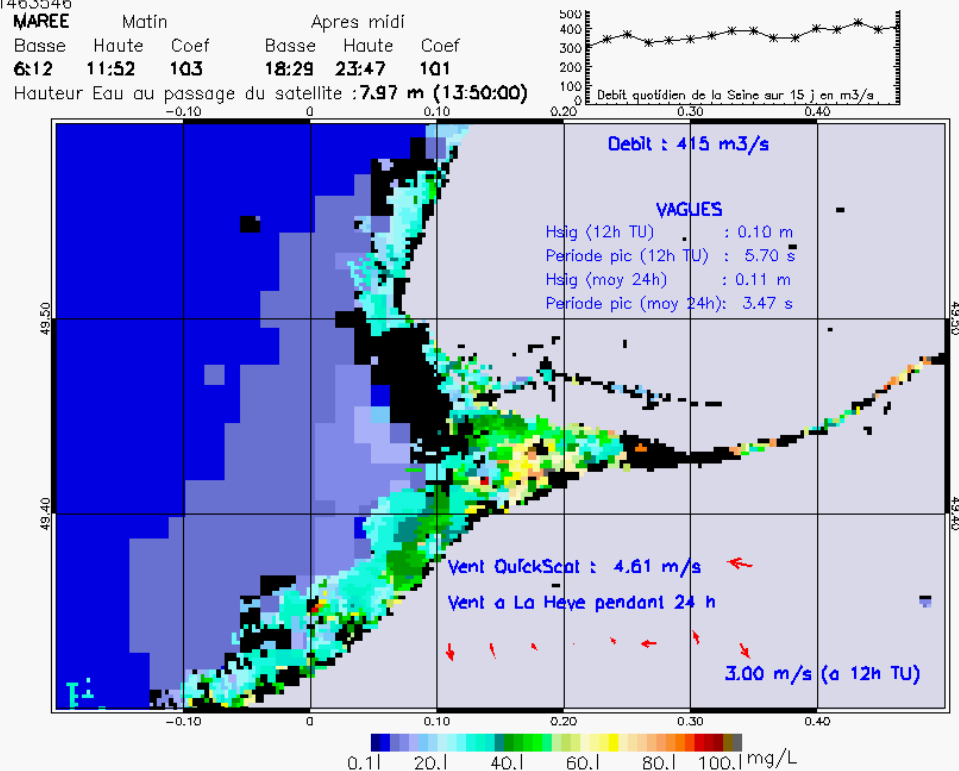 1463546
MAREE Matin Apres midi
Basse Haute Coef Basse Haute Coef
6:12 11:52 103 18:29 23:47 101
Hauteur Eau au passage du satellite :7.97 m (13:50:00)
500
400
300
200
100
0
Debit quotidien de la Seine sur 15 j en m3/s
-0.10 0 0.10 0.20 0.30 0.40
Debit : 415 m3/s
VAGUES
Hsig (12h TU) : 0.10 m
Periode pic (12h TU) : 5.70 s
Hsig (moy 24h) : 0.11 m
Periode pic (moy 24h): 3.47 s
49.50 49.50
49.40 49.40
Vent QuickScat : 4.61 m/s
Vent a La Heve pendant 24 h
3.00 m/s (a 12h TU)
-0.10 0 0.10 0.20 0.30 0.40
0.1 20. 40. 60. 80. 100. mg/L